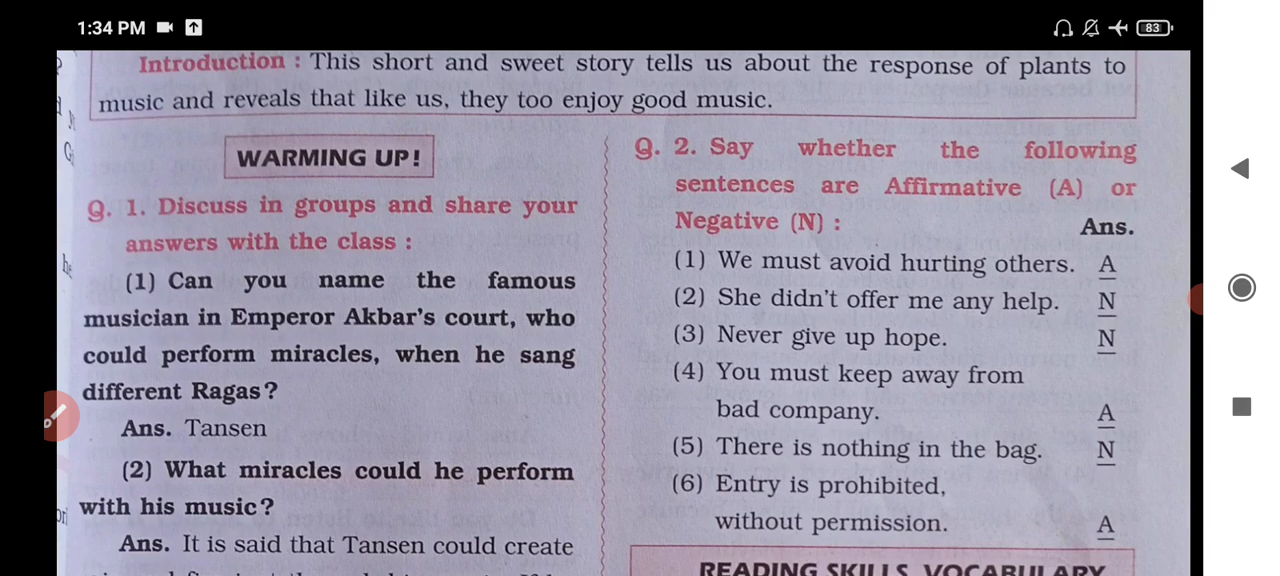 1:34 PM
83
Introduction : This short and sweet story tells us about the response of plants to
music and reveals that like us, they too enjoy good music.
WARMING UP!
Q. 1. Discuss in groups and share your
answers with the class :
(1) Can you name the famous
musician in Emperor Akbar's court, who
could perform miracles, when he sang
different Ragas?
Ans. Tansen
(2) What miracles could he perform
with his music?
Ans. It is said that Tansen could create
Q. 2. Say whether the following
sentences are Affirmative (A) or
Negative (N) :
Ans.
(1) We must avoid hurting others. A
(2) She didn't offer me any help. N
(3) Never give up hope. N
(4) You must keep away from
bad company. A
(5) There is nothing in the bag. N
(6) Entry is prohibited,
without permission. A
READING SKILLS, VOCABULARY